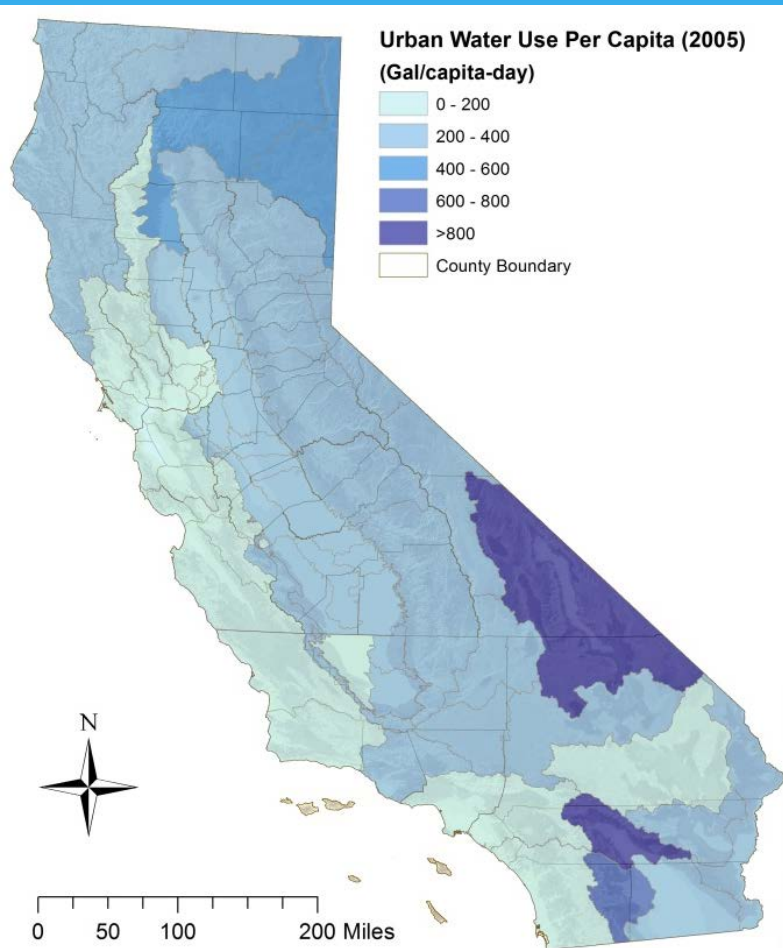 Urban Water Use Per Capita (2005)
(Gal/capita-day)
0 - 200
200 - 400
400 - 600
600 - 800
>800
County Boundary
N
0 50 100 200 Miles